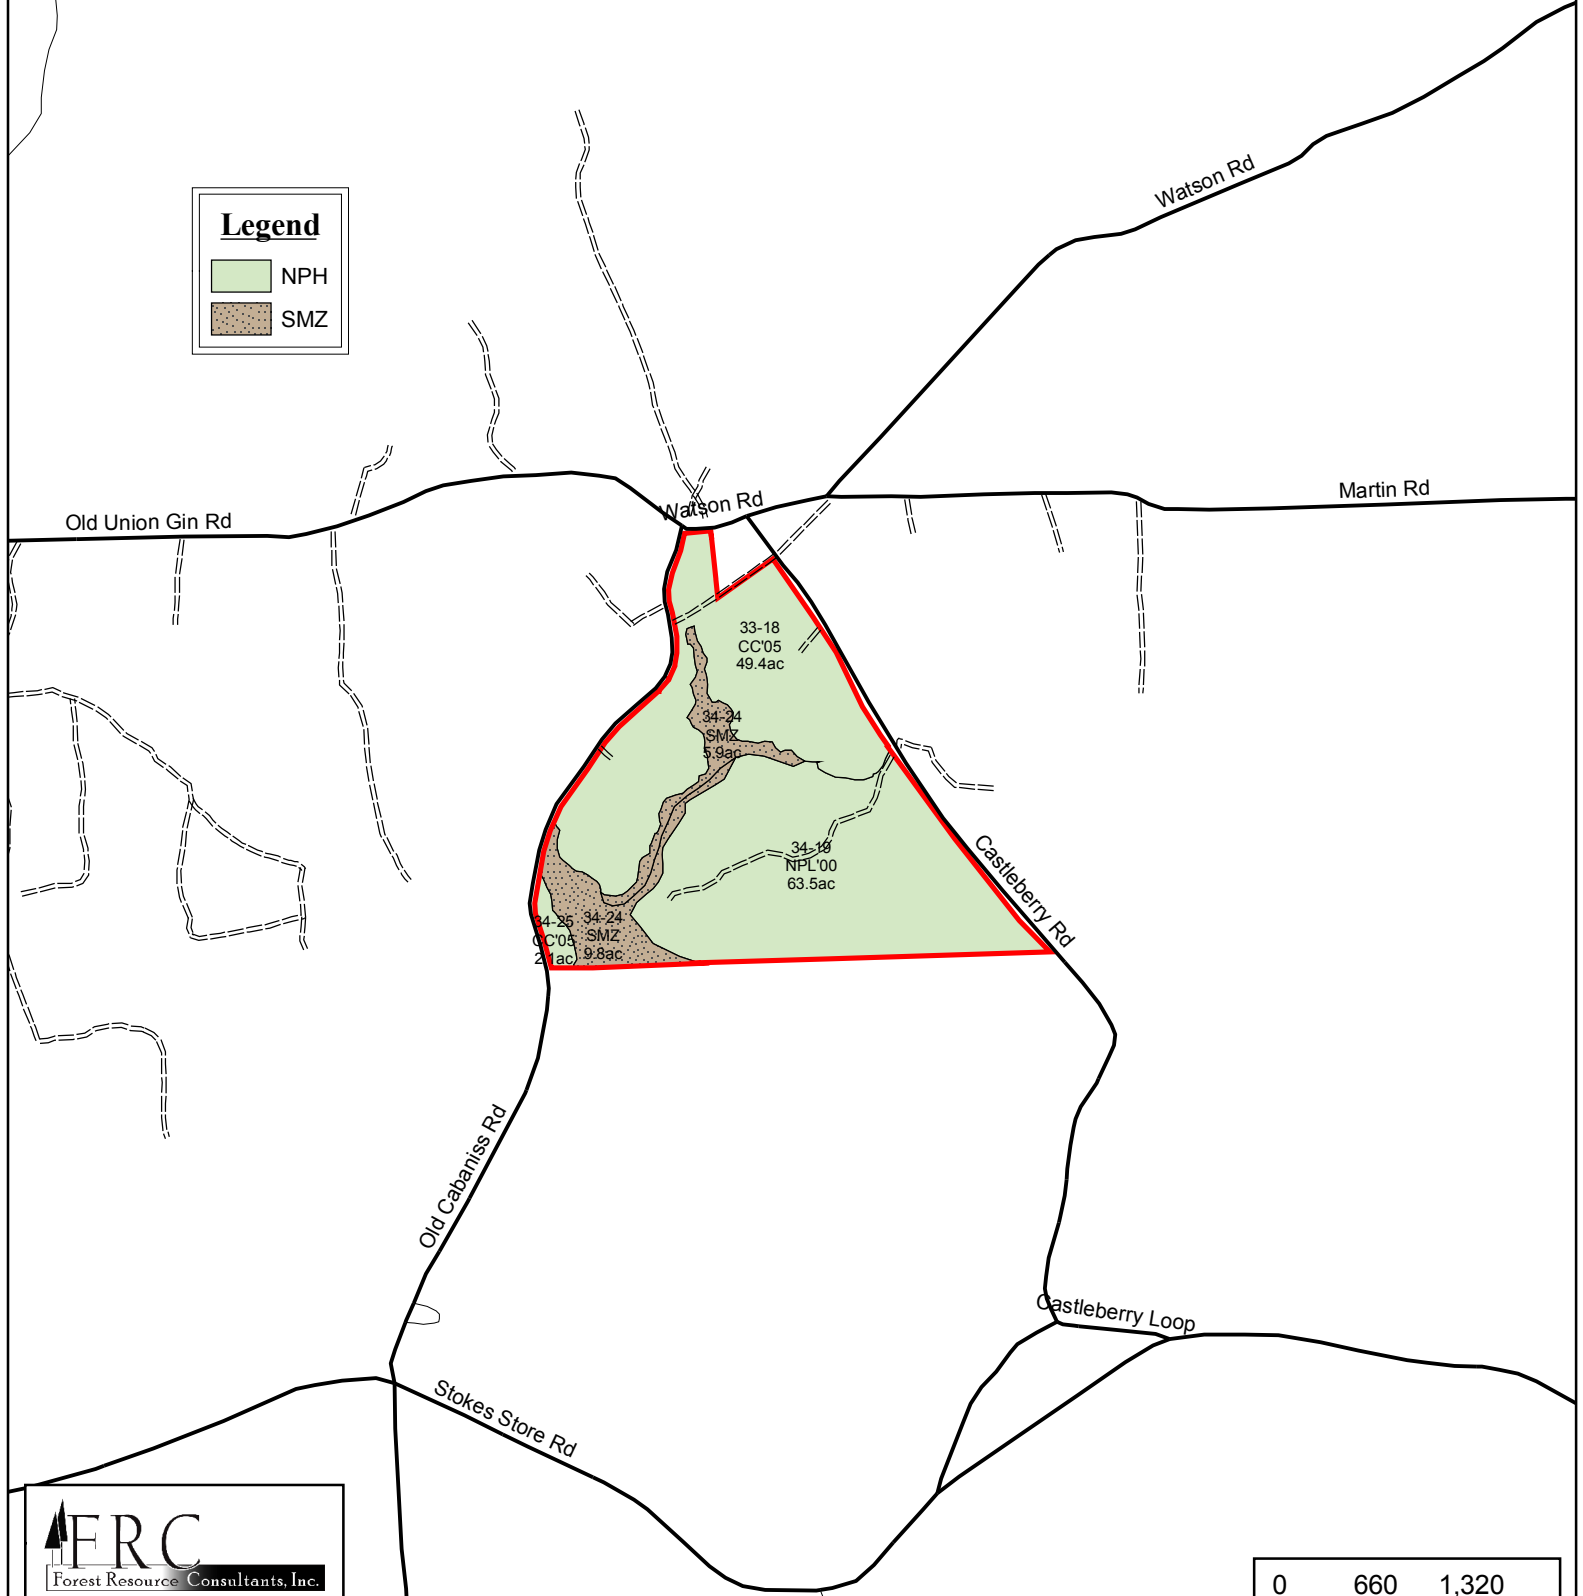 Watson Rd
Legend
NPH
SMZ
Watson Rd
Martin Rd
Old Union Gin Rd
33-18
CC'05
49.4ac
34-24
SMZ
5.9ac
34-19
NPL'00
63.5ac
Castleberry Rd
34-25
CC'05
2.1ac
34-24
SMZ
9.8ac
Old Cabaniss Rd
Castleberry Loop
Stokes Store Rd
FRC
Forest Resource Consultants, Inc.
0 660 1,320